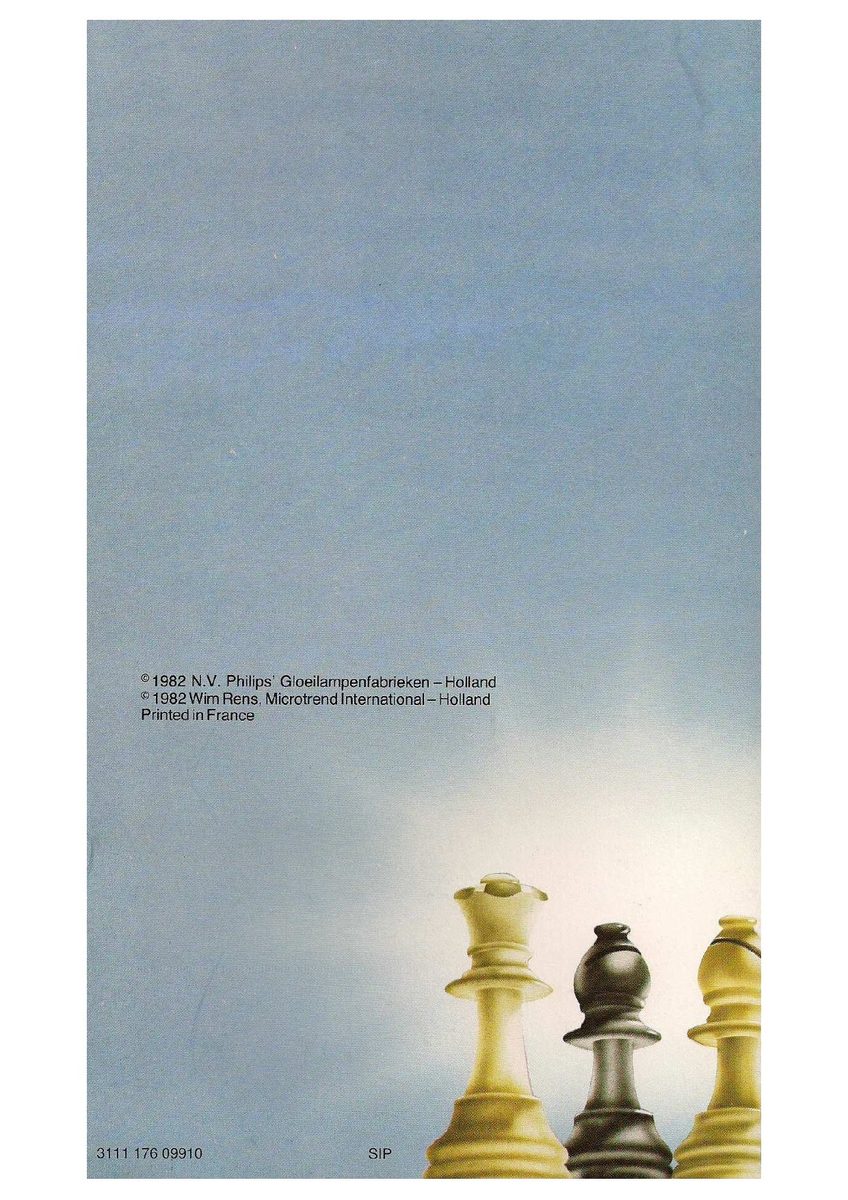 © 1982 N.V. Philips' Gloeilampenfabrieken – Holland
© 1982 Wim Rens, Microtrend International – Holland
Printed in France
3111 176 09910 SIP